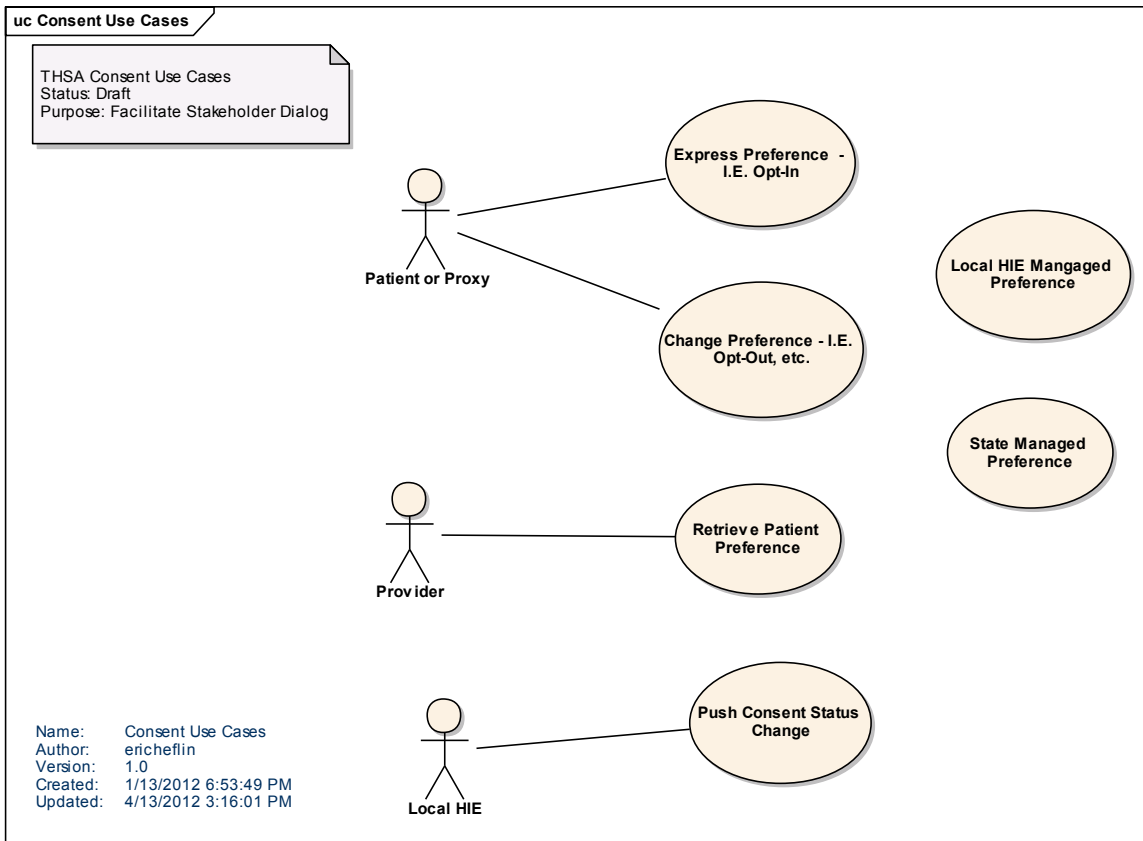 uc Consent Use Cases
THSA Consent Use Cases
Status: Draft
Purpose: Facilitate Stakeholder Dialog
Express Preference -
I.E. Opt-In
Patient or Proxy
Local HIE Mangaged
Preference
Change Preference - I.E.
Opt-Out, etc.
State Managed
Preference
Retrieve Patient
Preference
Provider
Push Consent Status
Change
Local HIE
Name: Consent Use Cases
Author: ericheflin
Version: 1.0
Created: 1/13/2012 6:53:49 PM
Updated: 4/13/2012 3:16:01 PM